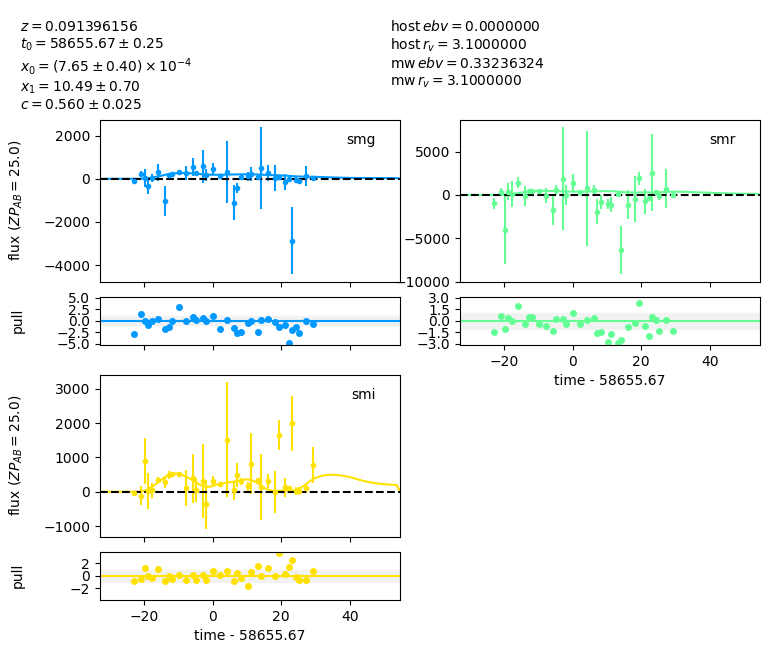 z = 0.091396156
t₀ = 58655.67 ± 0.25
x₀ = (7.65 ± 0.40) × 10⁻⁴
x₁ = 10.49 ± 0.70
c = 0.560 ± 0.025
host ebv = 0.0000000
host r_v = 3.1000000
mw ebv = 0.33236324
mw r_v = 3.1000000
smg
flux (ZP_AB = 25.0)
2000
0
−2000
−4000
smr
5000
0
−5000
−10000
pull
5.0
2.5
0.0
−2.5
−5.0
3.0
1.5
0.0
−1.5
−3.0
−20 0 20 40
time - 58655.67
smi
flux (ZP_AB = 25.0)
3000
2000
1000
0
−1000
pull
2
0
−2
−20 0 20 40
time - 58655.67